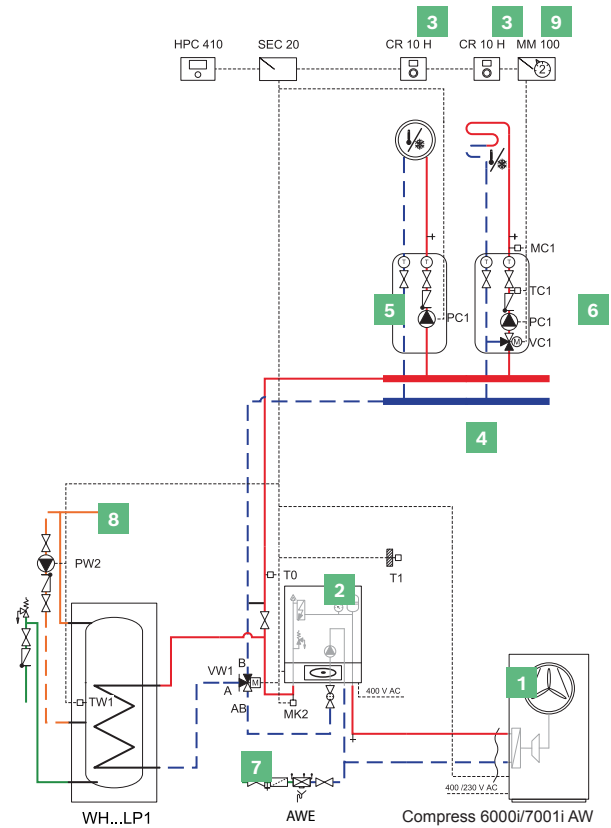 3
3
9
HPC 410
SEC 20
CR 10 H
CR 10 H
MM 100
2
MC1
T
T
T
T
TC1
5
6
PC1
PC1
M
VC1
4
8
PW2
T0
T1
2
B
VW1
M
A
400 V AC
1
TW1
AB
MK2
7
400 /230 V AC
WH...LP1
AWE
Compress 6000i/7001i AW